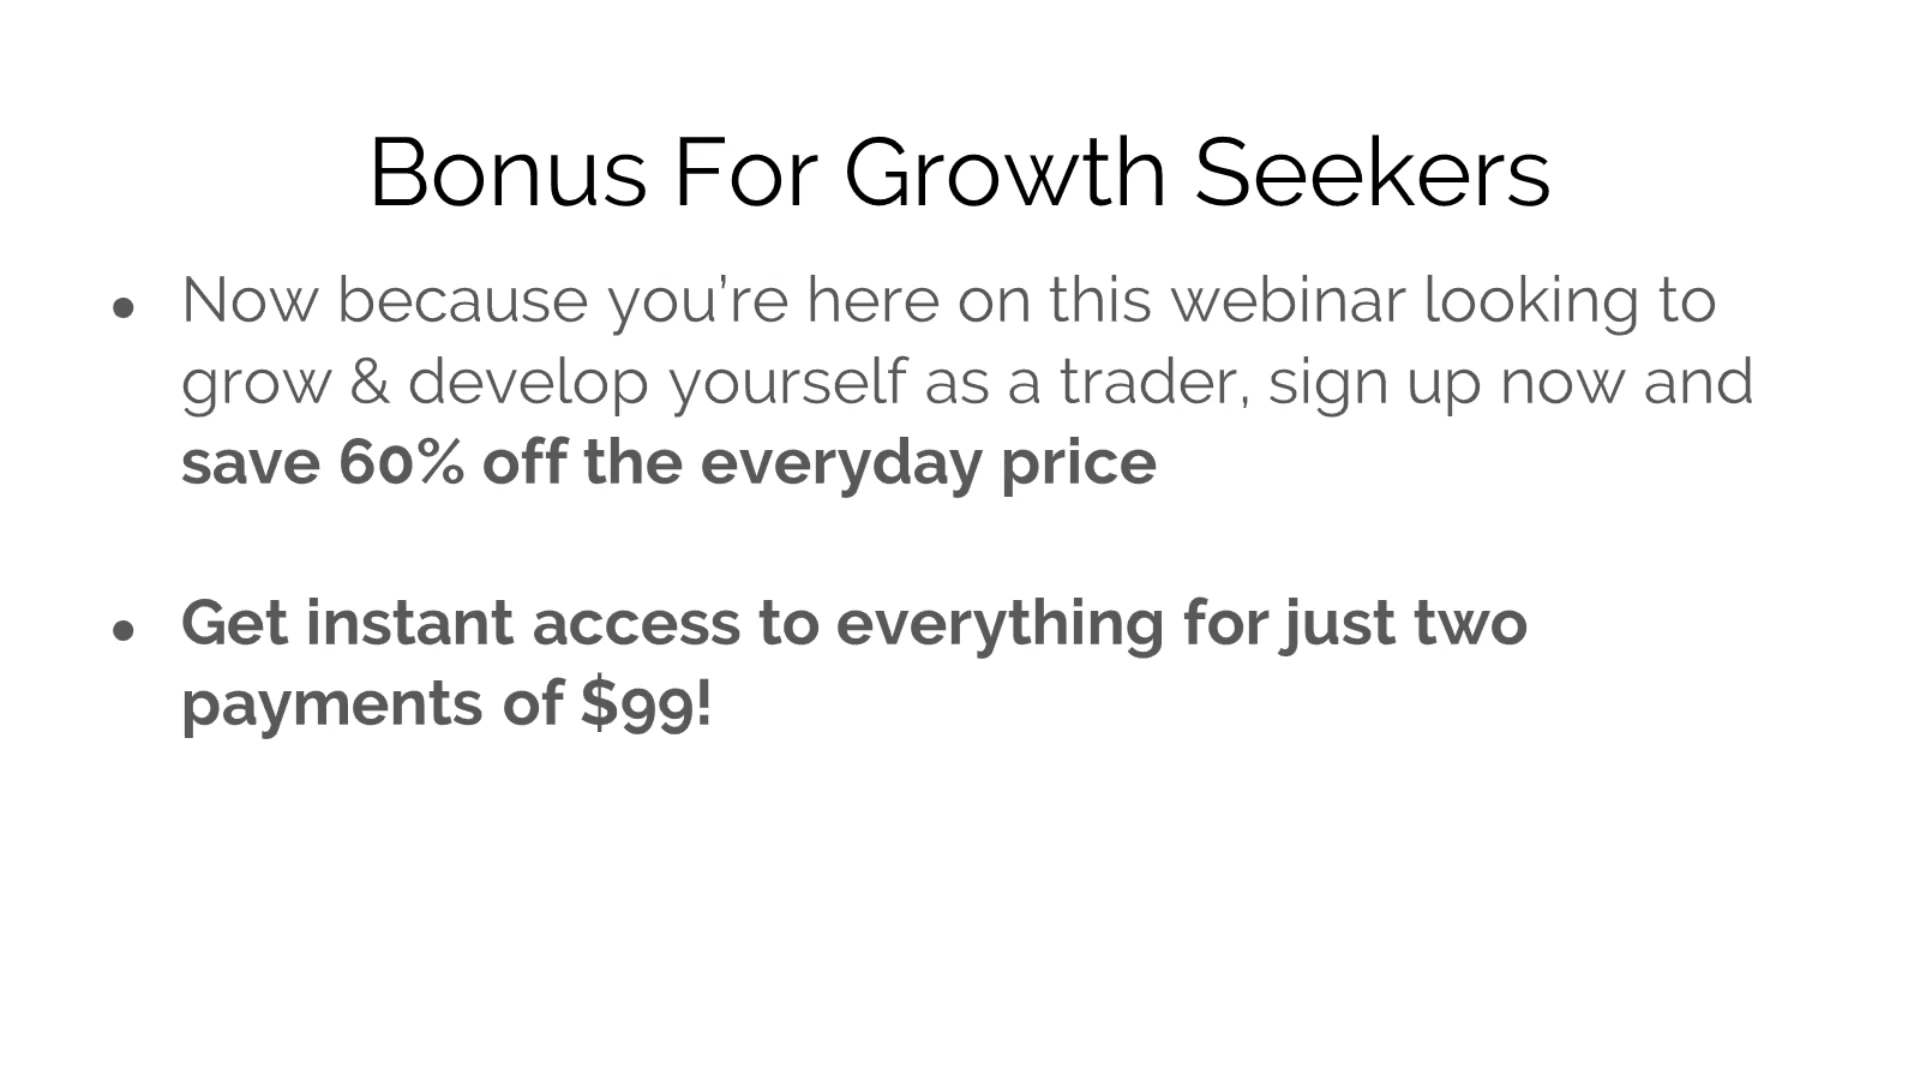 Bonus For Growth Seekers
• Now because you’re here on this webinar looking to
grow & develop yourself as a trader, sign up now and
save 60% off the everyday price
• Get instant access to everything for just two
payments of $99!